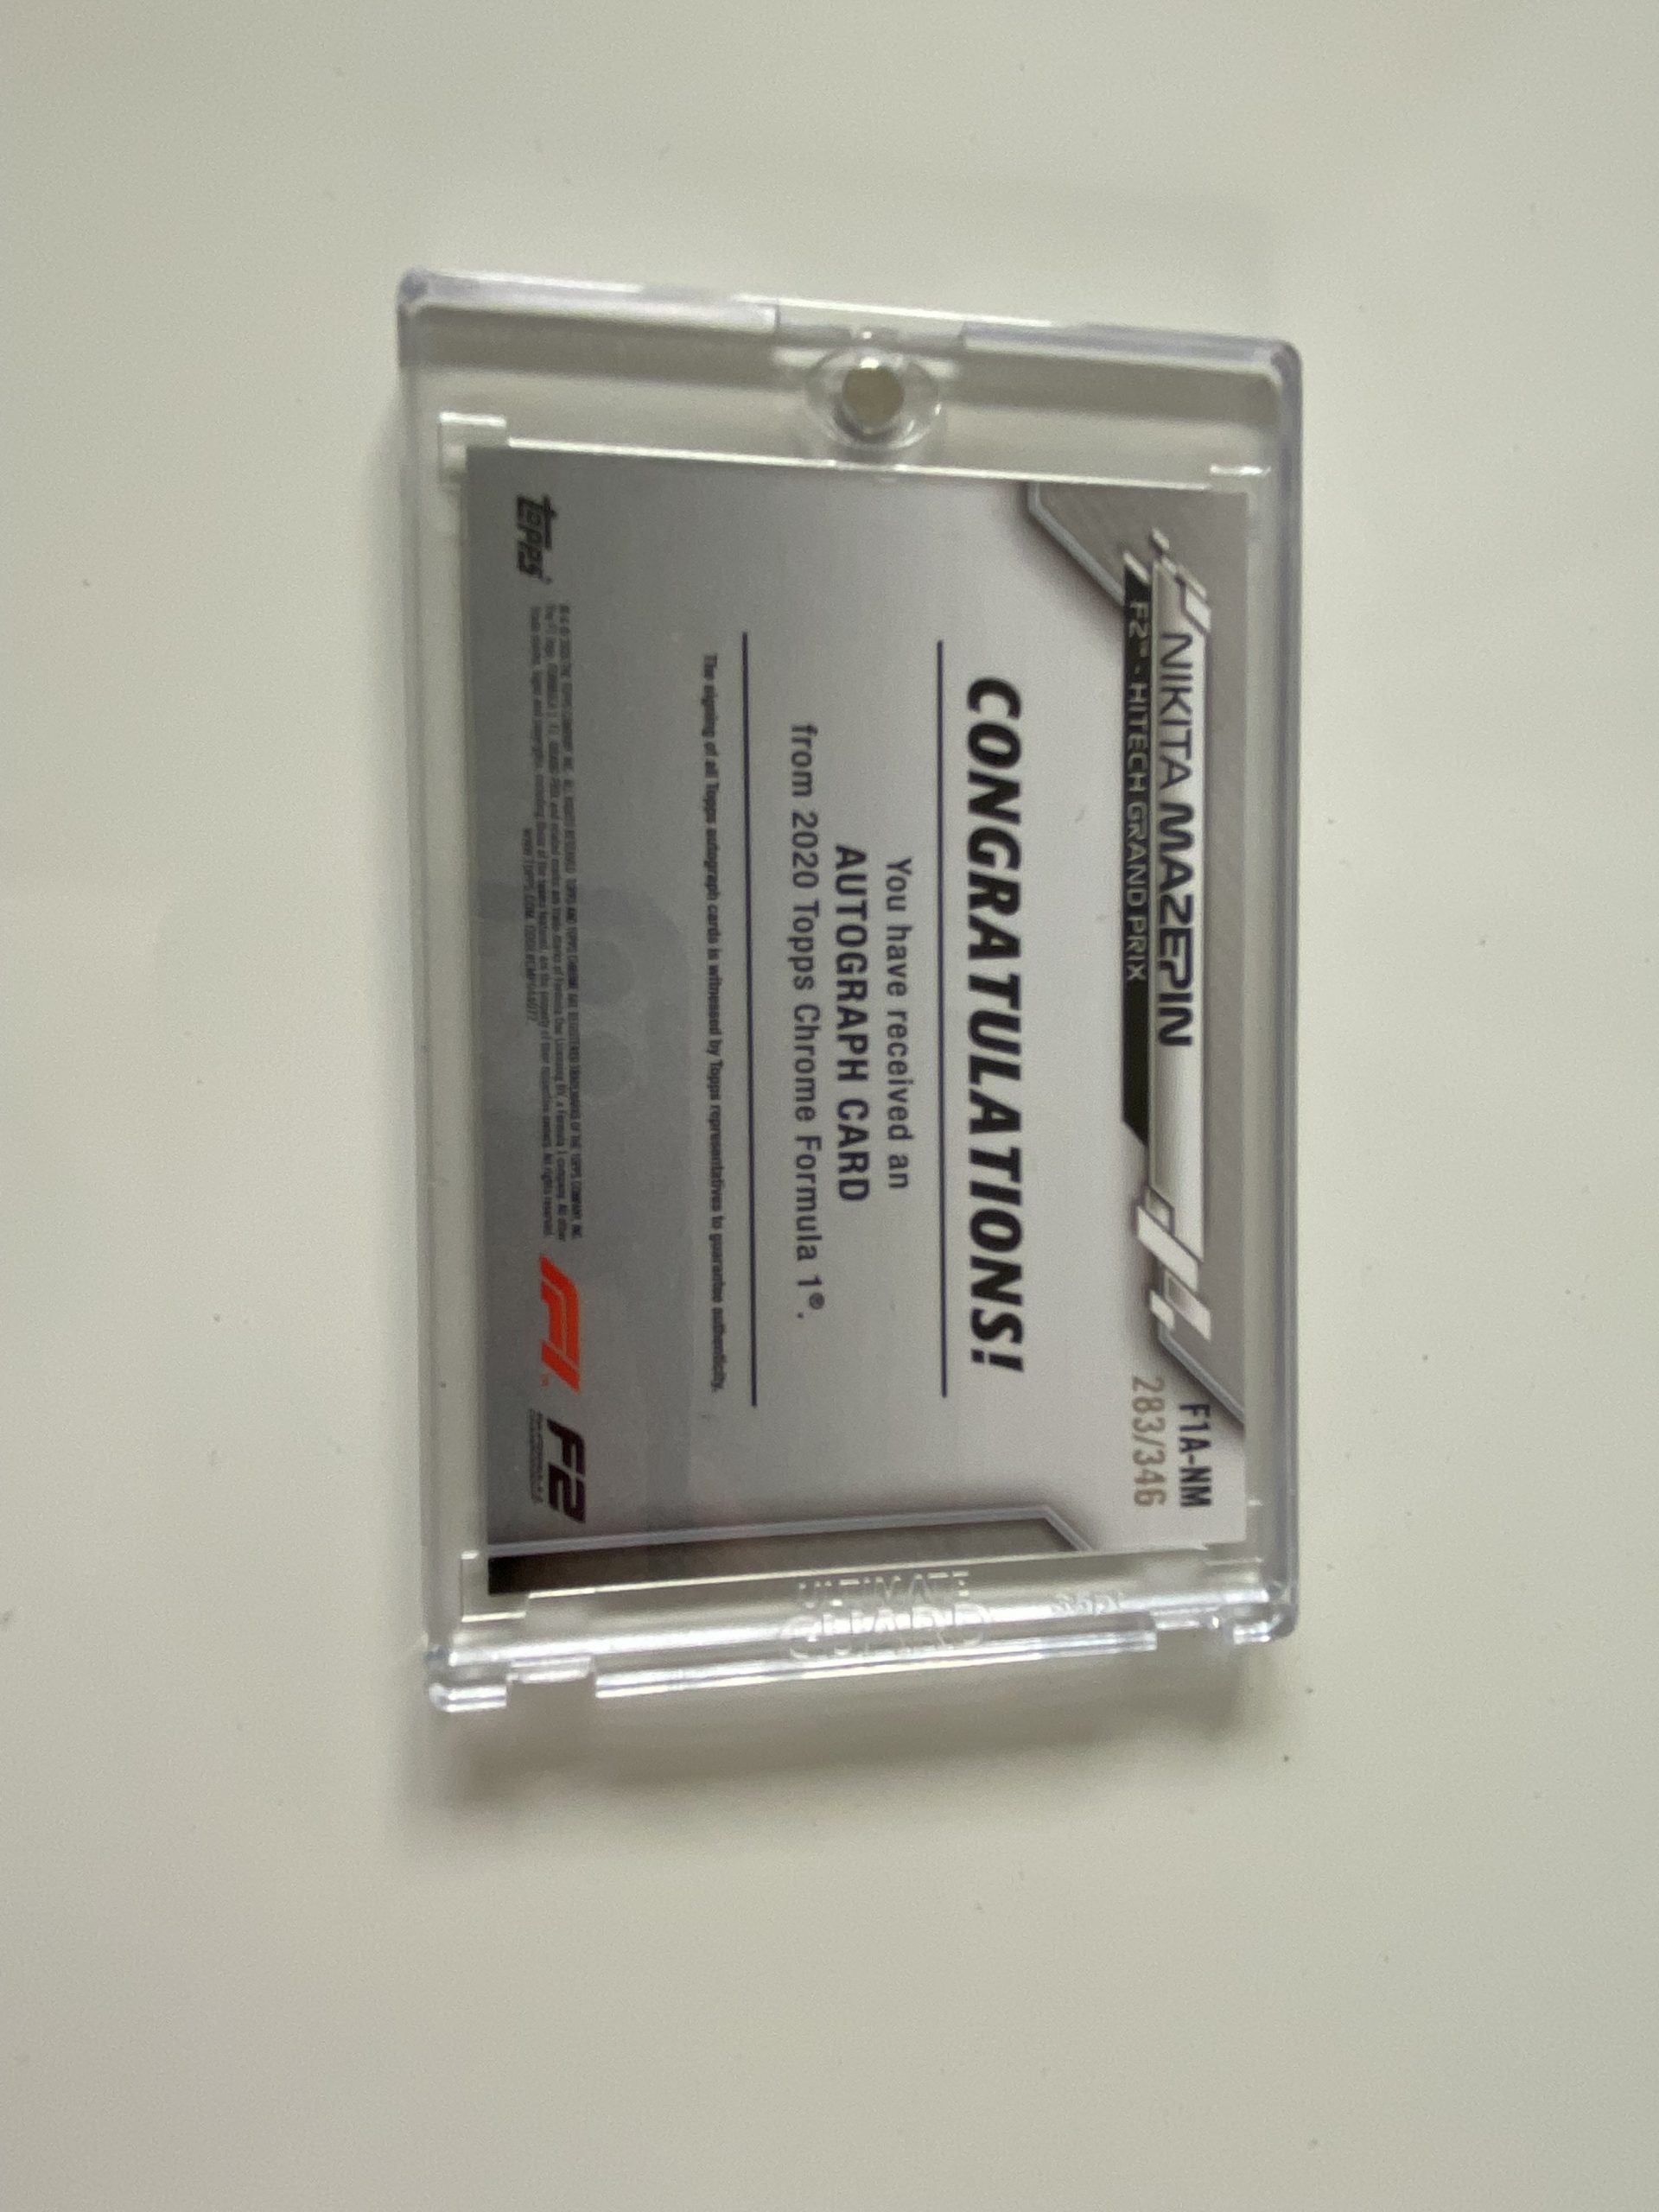 NIKITA MAZEPIN
F2™ - HITECH GRAND PRIX
F1A-NM
283/346
CONGRATULATIONS!
You have received an
AUTOGRAPH CARD
from 2020 Topps Chrome Formula 1®.
The signing of all Topps autograph cards is witnessed by Topps representatives to guarantee authenticity.
topps®
F1™
F2
ULTIMATE
GUARD